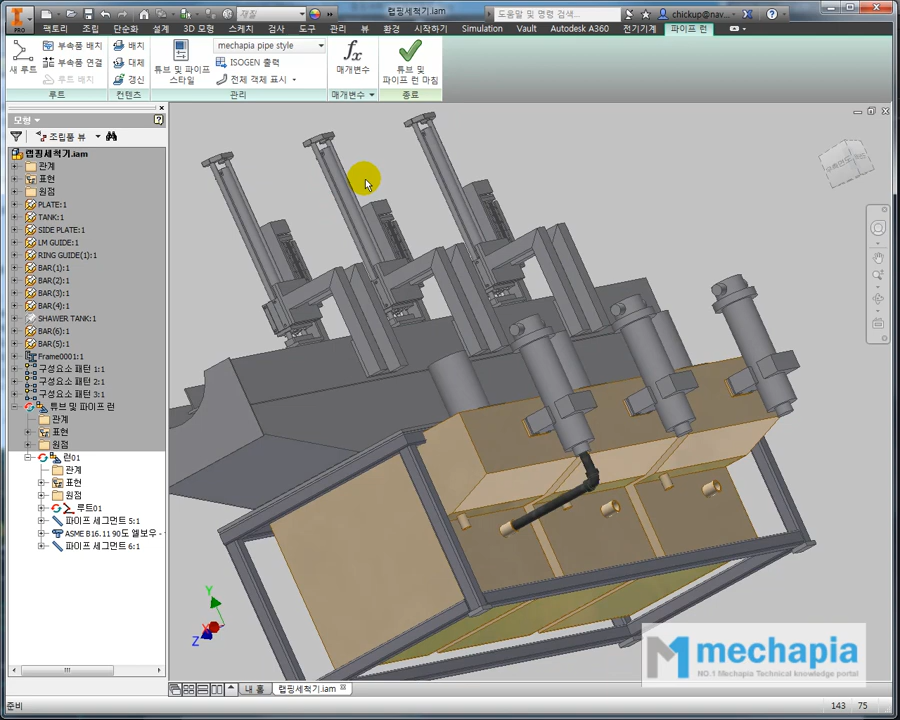 PRO
재질
랩핑세척기.iam
도움말 및 명령 검색...
chickup@nav...
팩토리 조립 단순화 설계 3D 모형 스케치 검사 도구 관리 뷰 환경 시작하기 Simulation Vault Autodesk A360 전기기계 파이프 런
새 루트
부속품 배치
부속품 연결
루트 배치
배치
대체
갱신
튜브 및 파이프
스타일
mechapia pipe style
ISOGEN 출력
전체 객체 표시
fx
매개변수
튜브 및
파이프 런 마침
루트 컨텐츠 관리 매개변수 종료
모형
조립품 뷰
랩핑세척기.iam
관계
표현
원점
PLATE:1
TANK:1
SIDE PLATE:1
LM GUIDE:1
RING GUIDE(1):1
BAR(1):1
BAR(2):1
BAR(3):1
BAR(4):1
SHAWER TANK:1
BAR(6):1
BAR(5):1
Frame0001:1
구성요소 패턴 1:1
구성요소 패턴 2:1
구성요소 패턴 3:1
튜브 및 파이프 런
관계
표현
원점
런01
관계
표현
원점
루트01
파이프 세그먼트 5:1
ASME B16.11 90도 엘보우 -
파이프 세그먼트 6:1
Y
X
Z
mechapia
NO.1 Mechapia Technical knowledge portal
내 홈
랩핑세척기.iam
준비
143 75